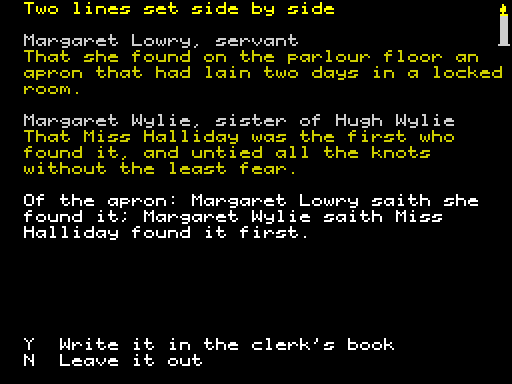 Two lines set side by side
Margaret Lowry, servant
That she found on the parlour floor an
apron that had lain two days in a locked
room.
Margaret Wylie, sister of Hugh Wylie
That Miss Halliday was the first who
found it, and untied all the knots
without the least fear.
Of the apron: Margaret Lowry saith she
found it; Margaret Wylie saith Miss
Halliday found it first.
Y Write it in the clerk's book
N Leave it out